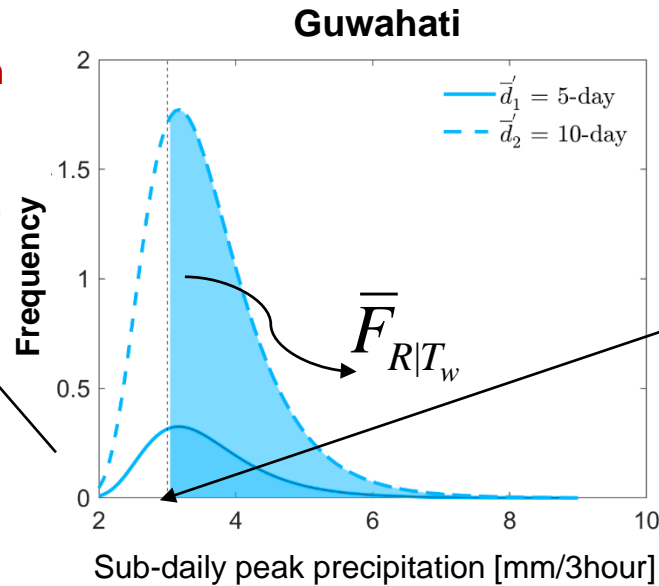 Guwahati
2
1.5
1
0.5
0
Frequency
d̄′₁ = 5-day
d̄′₂ = 10-day
F̄_{R|T_w}
2 4 6 8 10
Sub-daily peak precipitation [mm/3hour]